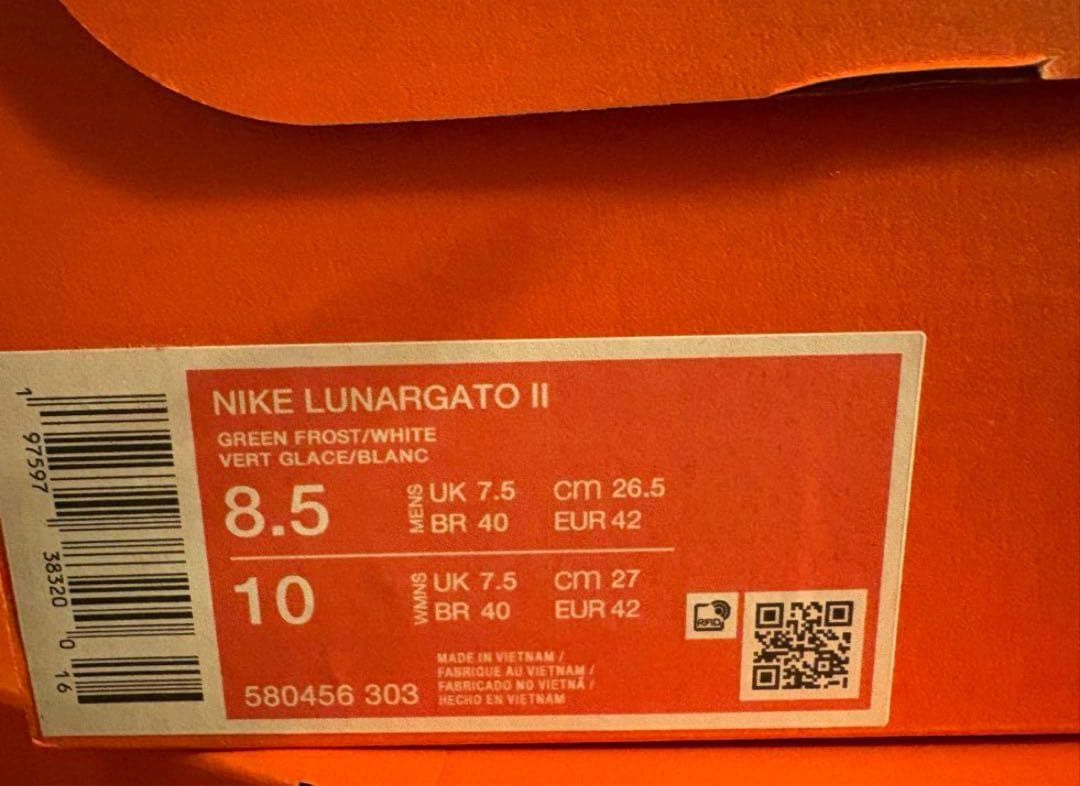 NIKE LUNARGATO II
GREEN FROST/WHITE
VERT GLACE/BLANC
8.5 MENS UK 7.5 cm 26.5
BR 40 EUR 42
10 WMNS UK 7.5 cm 27
BR 40 EUR 42
MADE IN VIETNAM /
FABRIQUE AU VIETNAM /
FABRICADO NO VIETNÃ /
HECHO EN VIETNAM
580456 303
RFID
1 97597 38320 0 16